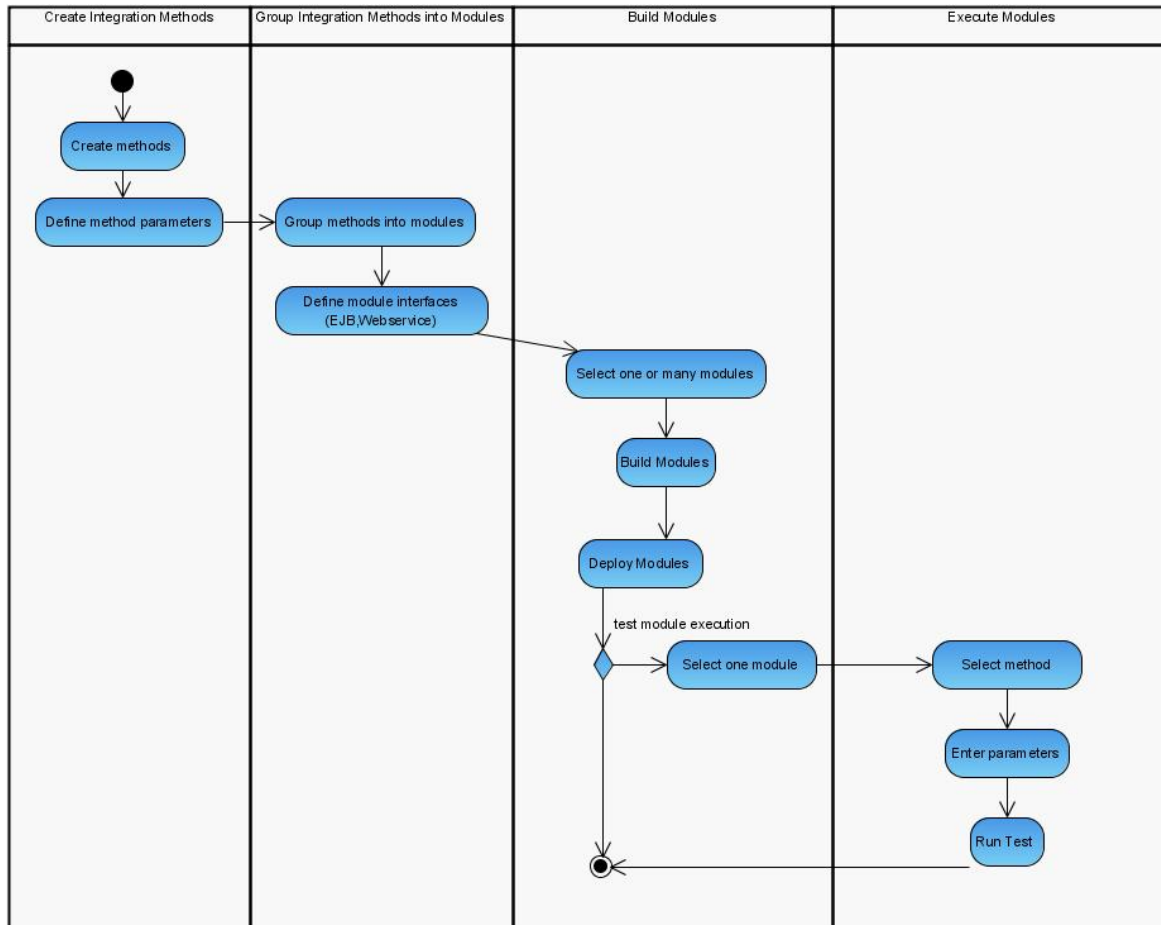 Create Integration Methods
Group Integration Methods into Modules
Build Modules
Execute Modules
Create methods
Define method parameters
Group methods into modules
Define module interfaces
(EJB,Webservice)
Select one or many modules
Build Modules
Deploy Modules
test module execution
Select one module
Select method
Enter parameters
Run Test